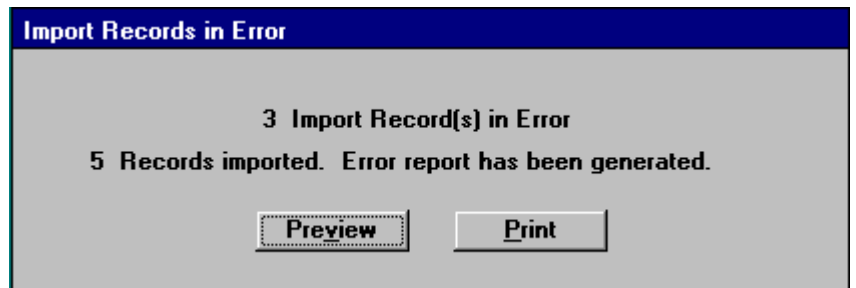 Import Records in Error
3 Import Record(s) in Error
5 Records imported. Error report has been generated.
Preview Print